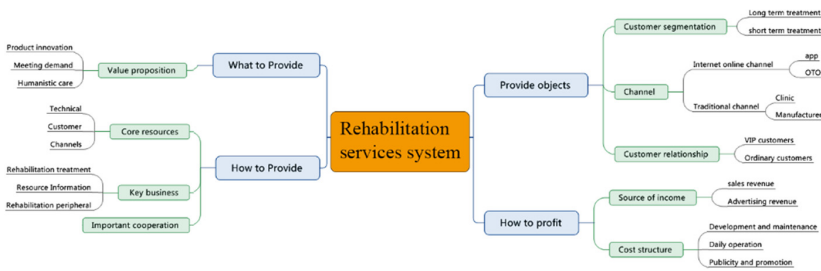 Rehabilitation
services system
What to Provide
Value proposition
Product innovation
Meeting demand
Humanistic care
How to Provide
Core resources
Technical
Customer
Channels
Key business
Rehabilitation treatment
Resource Information
Rehabilitation peripheral
Important cooperation
Provide objects
Customer segmentation
Long term treatment
short term treatment
Channel
Internet online channel
app
OTO
Traditional channel
Clinic
Manufacturer
Customer relationship
VIP customers
Ordinary customers
How to profit
Source of income
sales revenue
Advertising revenue
Cost structure
Development and maintenance
Daily operation
Publicity and promotion